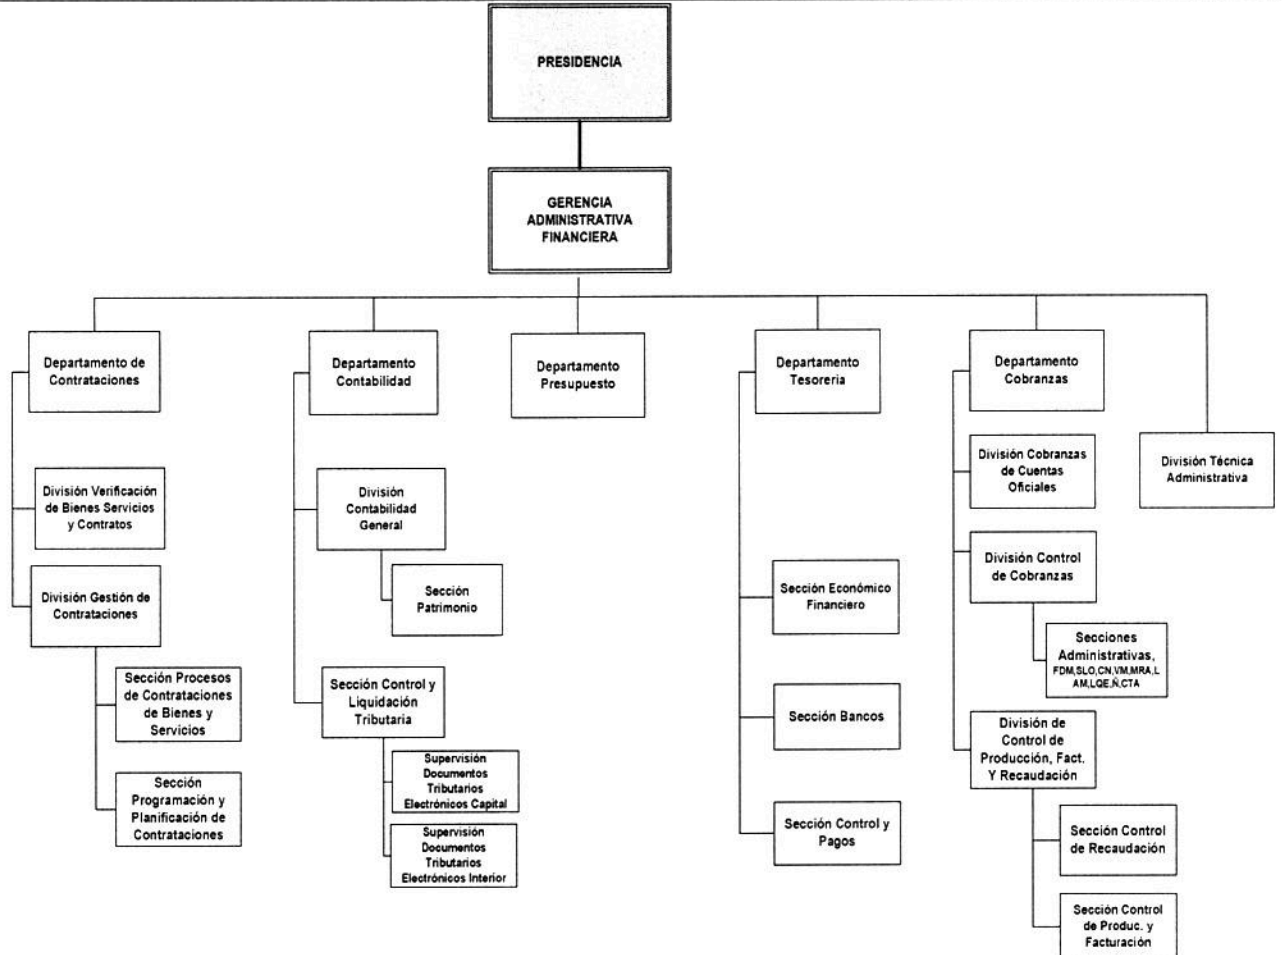 PRESIDENCIA
GERENCIA
ADMINISTRATIVA
FINANCIERA
Departamento de
Contrataciones
División Verificación
de Bienes Servicios
y Contratos
División Gestión de
Contrataciones
Sección Procesos
de Contrataciones
de Bienes y
Servicios
Sección
Programación y
Planificación de
Contrataciones
Departamento
Contabilidad
División
Contabilidad
General
Sección
Patrimonio
Sección Control y
Liquidación
Tributaria
Supervisión
Documentos
Tributarios
Electrónicos Capital
Supervisión
Documentos
Tributarios
Electrónicos Interior
Departamento
Presupuesto
Departamento
Tesoreria
Sección Económico
Financiero
Sección Bancos
Sección Control y
Pagos
Departamento
Cobranzas
División Cobranzas
de Cuentas
Oficiales
División Control
de Cobranzas
Secciones
Administrativas,
FDM,SLO,CN,VM,MRA,L
AM,LQE,Ñ,CTA
División de
Control de
Producción, Fact.
Y Recaudación
Sección Control
de Recaudación
Sección Control
de Produc. y
Facturación
División Técnica
Administrativa